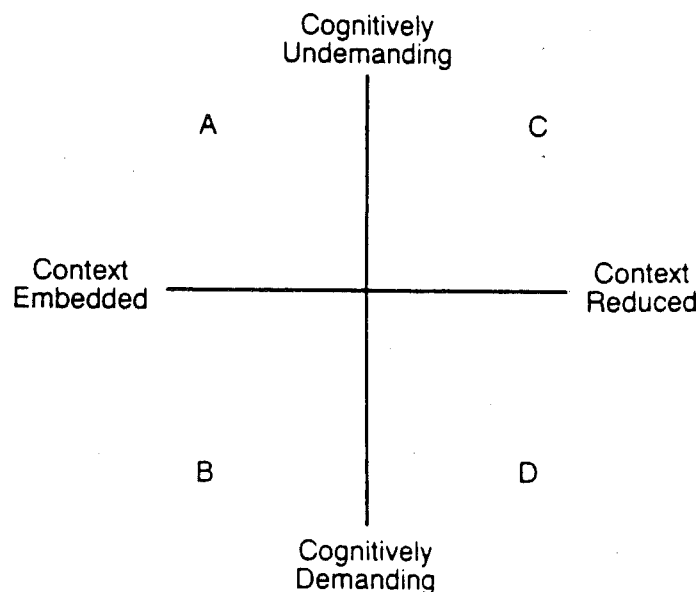 Cognitively
Undemanding
A
C
Context
Embedded
Context
Reduced
B
D
Cognitively
Demanding